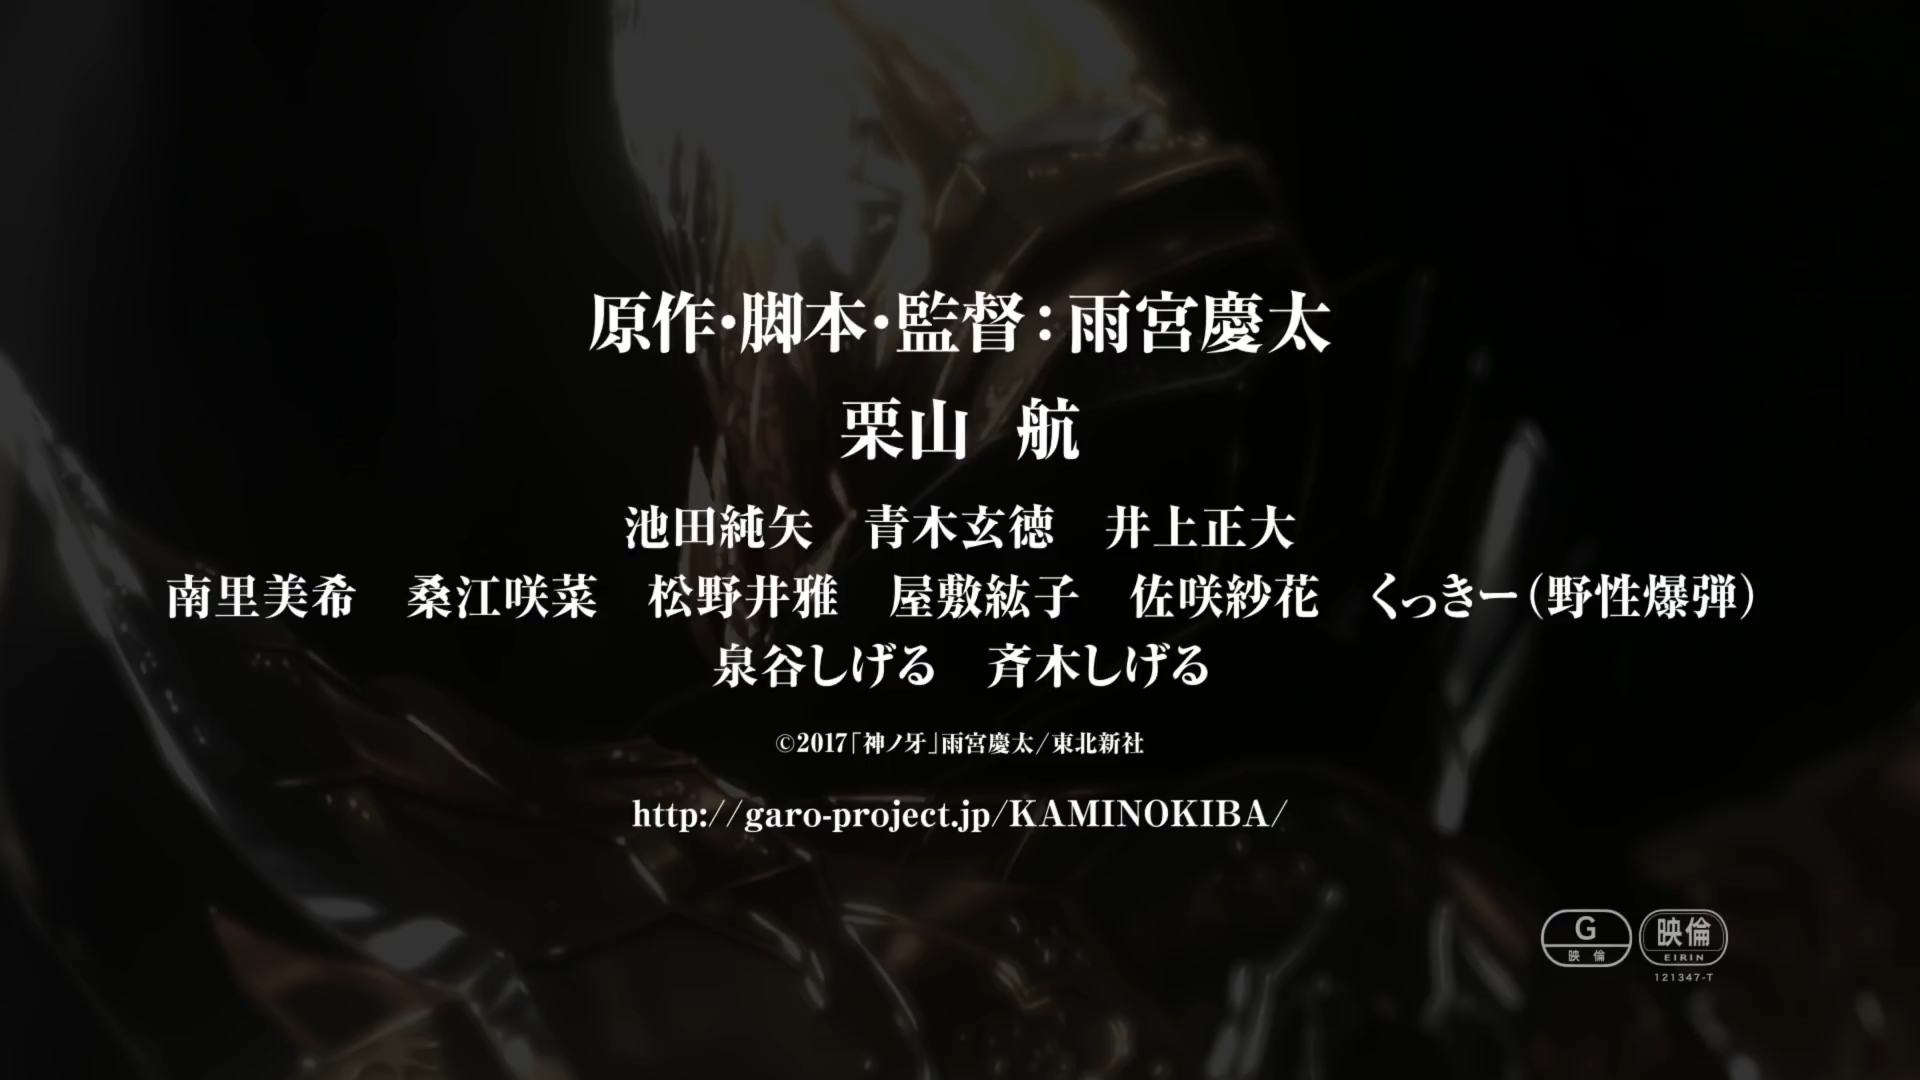 原作・脚本・監督：雨宮慶太
栗山　航
池田純矢　青木玄徳　井上正大
南里美希　桑江咲菜　松野井雅　屋敷紘子　佐咲紗花　くっきー（野性爆弾）
泉谷しげる　斉木しげる
©2017「神ノ牙」雨宮慶太/東北新社
http://garo-project.jp/KAMINOKIBA/
G 映倫
映倫 EIRIN
121347-T